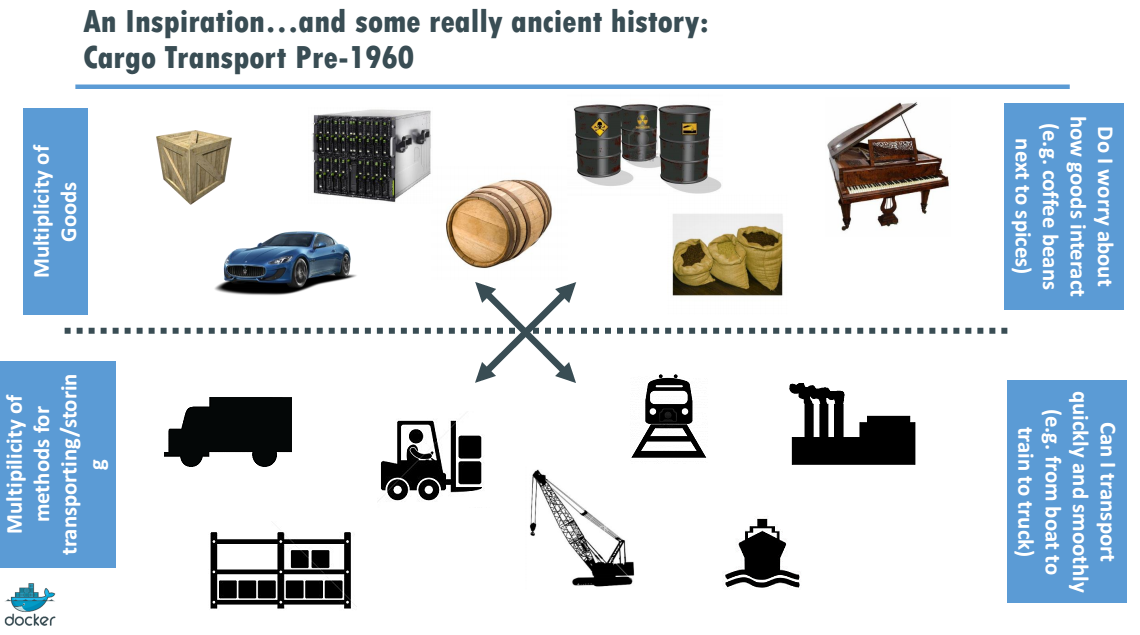 An Inspiration...and some really ancient history:
Cargo Transport Pre-1960
Multiplicity of
Goods
Do I worry about
how goods interact
(e.g. coffee beans
next to spices)
Multipilicity of
methods for
transporting/storin
g
Can I transport
quickly and smoothly
(e.g. from boat to
train to truck)
docker